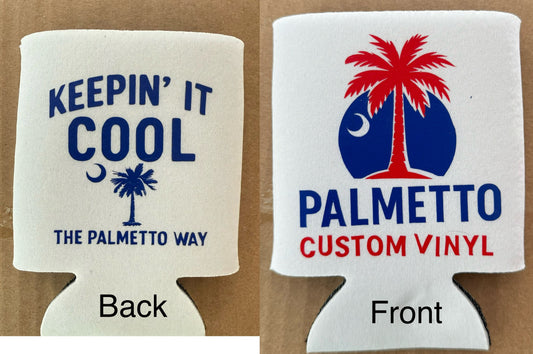 KEEPIN' IT
COOL
THE PALMETTO WAY
Back
PALMETTO
CUSTOM VINYL
Front